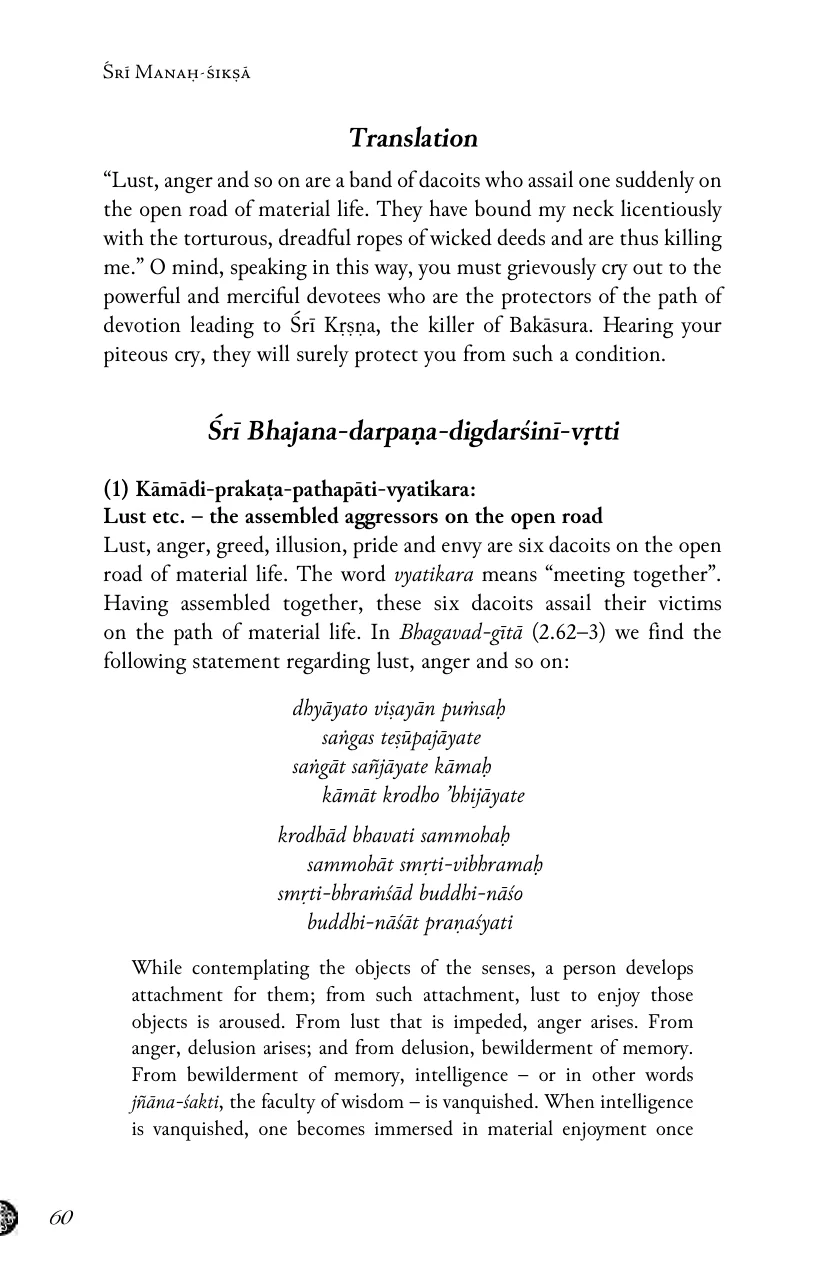 Śrī Manaḥ-śikṣā
Translation
“Lust, anger and so on are a band of dacoits who assail one suddenly on
the open road of material life. They have bound my neck licentiously
with the torturous, dreadful ropes of wicked deeds and are thus killing
me.” O mind, speaking in this way, you must grievously cry out to the
powerful and merciful devotees who are the protectors of the path of
devotion leading to Śrī Kṛṣṇa, the killer of Bakāsura. Hearing your
piteous cry, they will surely protect you from such a condition.
Śrī Bhajana-darpaṇa-digdarśinī-vṛtti
(1) Kāmādi-prakaṭa-pathapāti-vyatikara:
Lust etc. – the assembled aggressors on the open road
Lust, anger, greed, illusion, pride and envy are six dacoits on the open
road of material life. The word vyatikara means “meeting together”.
Having assembled together, these six dacoits assail their victims
on the path of material life. In Bhagavad-gītā (2.62–3) we find the
following statement regarding lust, anger and so on:
dhyāyato viṣayān puṁsaḥ
saṅgas teṣūpajāyate
saṅgāt sañjāyate kāmaḥ
kāmāt krodho ’bhijāyate
krodhād bhavati sammohaḥ
sammohāt smṛti-vibhramaḥ
smṛti-bhraṁśād buddhi-nāśo
buddhi-nāśāt praṇaśyati
While contemplating the objects of the senses, a person develops
attachment for them; from such attachment, lust to enjoy those
objects is aroused. From lust that is impeded, anger arises. From
anger, delusion arises; and from delusion, bewilderment of memory.
From bewilderment of memory, intelligence – or in other words
jñāna-śakti, the faculty of wisdom – is vanquished. When intelligence
is vanquished, one becomes immersed in material enjoyment once
60